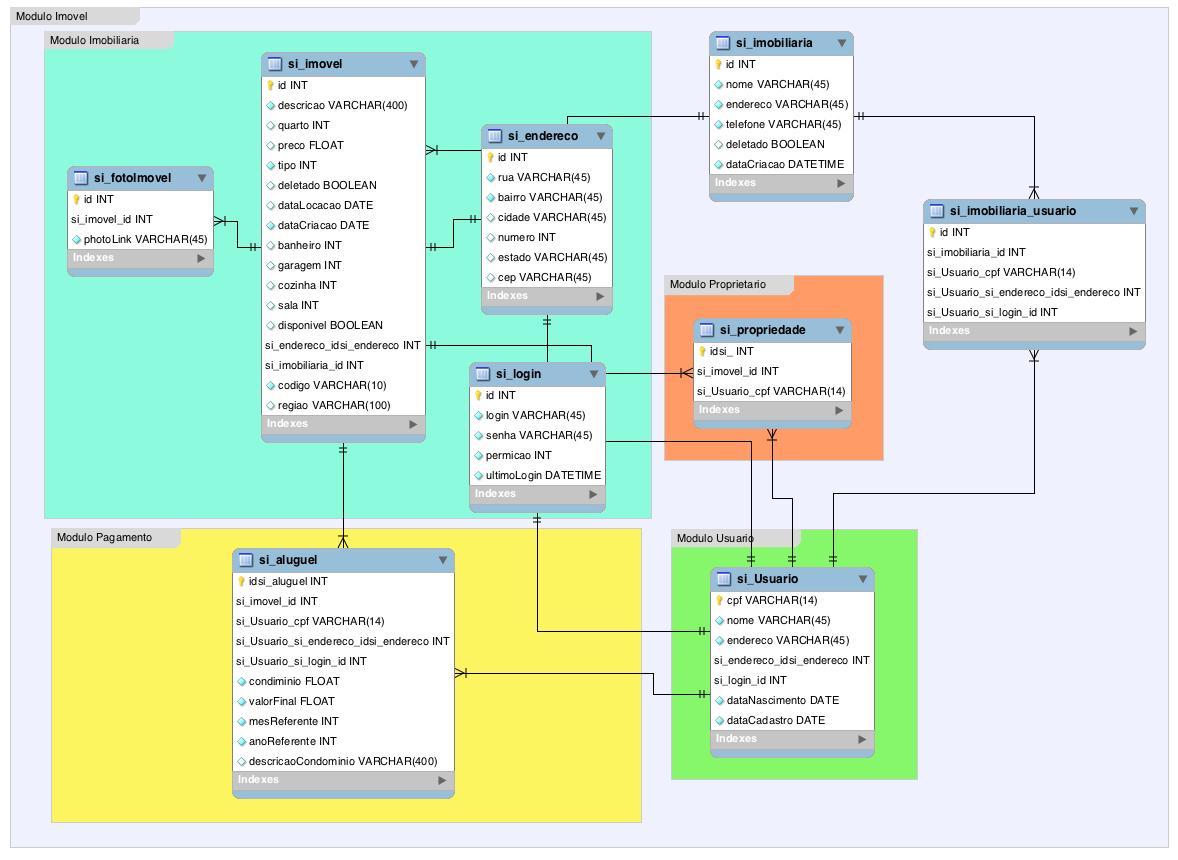 Modulo Imovel
Modulo Imobiliaria
si_fotoImovel
id INT
si_imovel_id INT
photoLink VARCHAR(45)
Indexes
si_imovel
id INT
descricao VARCHAR(400)
quarto INT
preco FLOAT
tipo INT
deletado BOOLEAN
dataLocacao DATE
dataCriacao DATE
banheiro INT
garagem INT
cozinha INT
sala INT
disponivel BOOLEAN
si_endereco_idsi_endereco INT
si_imobiliaria_id INT
codigo VARCHAR(10)
regiao VARCHAR(100)
Indexes
si_endereco
id INT
rua VARCHAR(45)
bairro VARCHAR(45)
cidade VARCHAR(45)
numero INT
estado VARCHAR(45)
cep VARCHAR(45)
Indexes
si_login
id INT
login VARCHAR(45)
senha VARCHAR(45)
permicao INT
ultimoLogin DATETIME
Indexes
si_imobiliaria
id INT
nome VARCHAR(45)
endereco VARCHAR(45)
telefone VARCHAR(45)
deletado BOOLEAN
dataCriacao DATETIME
Indexes
si_imobiliaria_usuario
id INT
si_imobiliaria_id INT
si_Usuario_cpf VARCHAR(14)
si_Usuario_si_endereco_idsi_endereco INT
si_Usuario_si_login_id INT
Indexes
Modulo Proprietario
si_propriedade
idsi_ INT
si_imovel_id INT
si_Usuario_cpf VARCHAR(14)
Indexes
Modulo Pagamento
si_aluguel
idsi_aluguel INT
si_imovel_id INT
si_Usuario_cpf VARCHAR(14)
si_Usuario_si_endereco_idsi_endereco INT
si_Usuario_si_login_id INT
condiminio FLOAT
valorFinal FLOAT
mesReferente INT
anoReferente INT
descricaoCondominio VARCHAR(400)
Indexes
Modulo Usuario
si_Usuario
cpf VARCHAR(14)
nome VARCHAR(45)
endereco VARCHAR(45)
si_endereco_idsi_endereco INT
si_login_id INT
dataNascimento DATE
dataCadastro DATE
Indexes